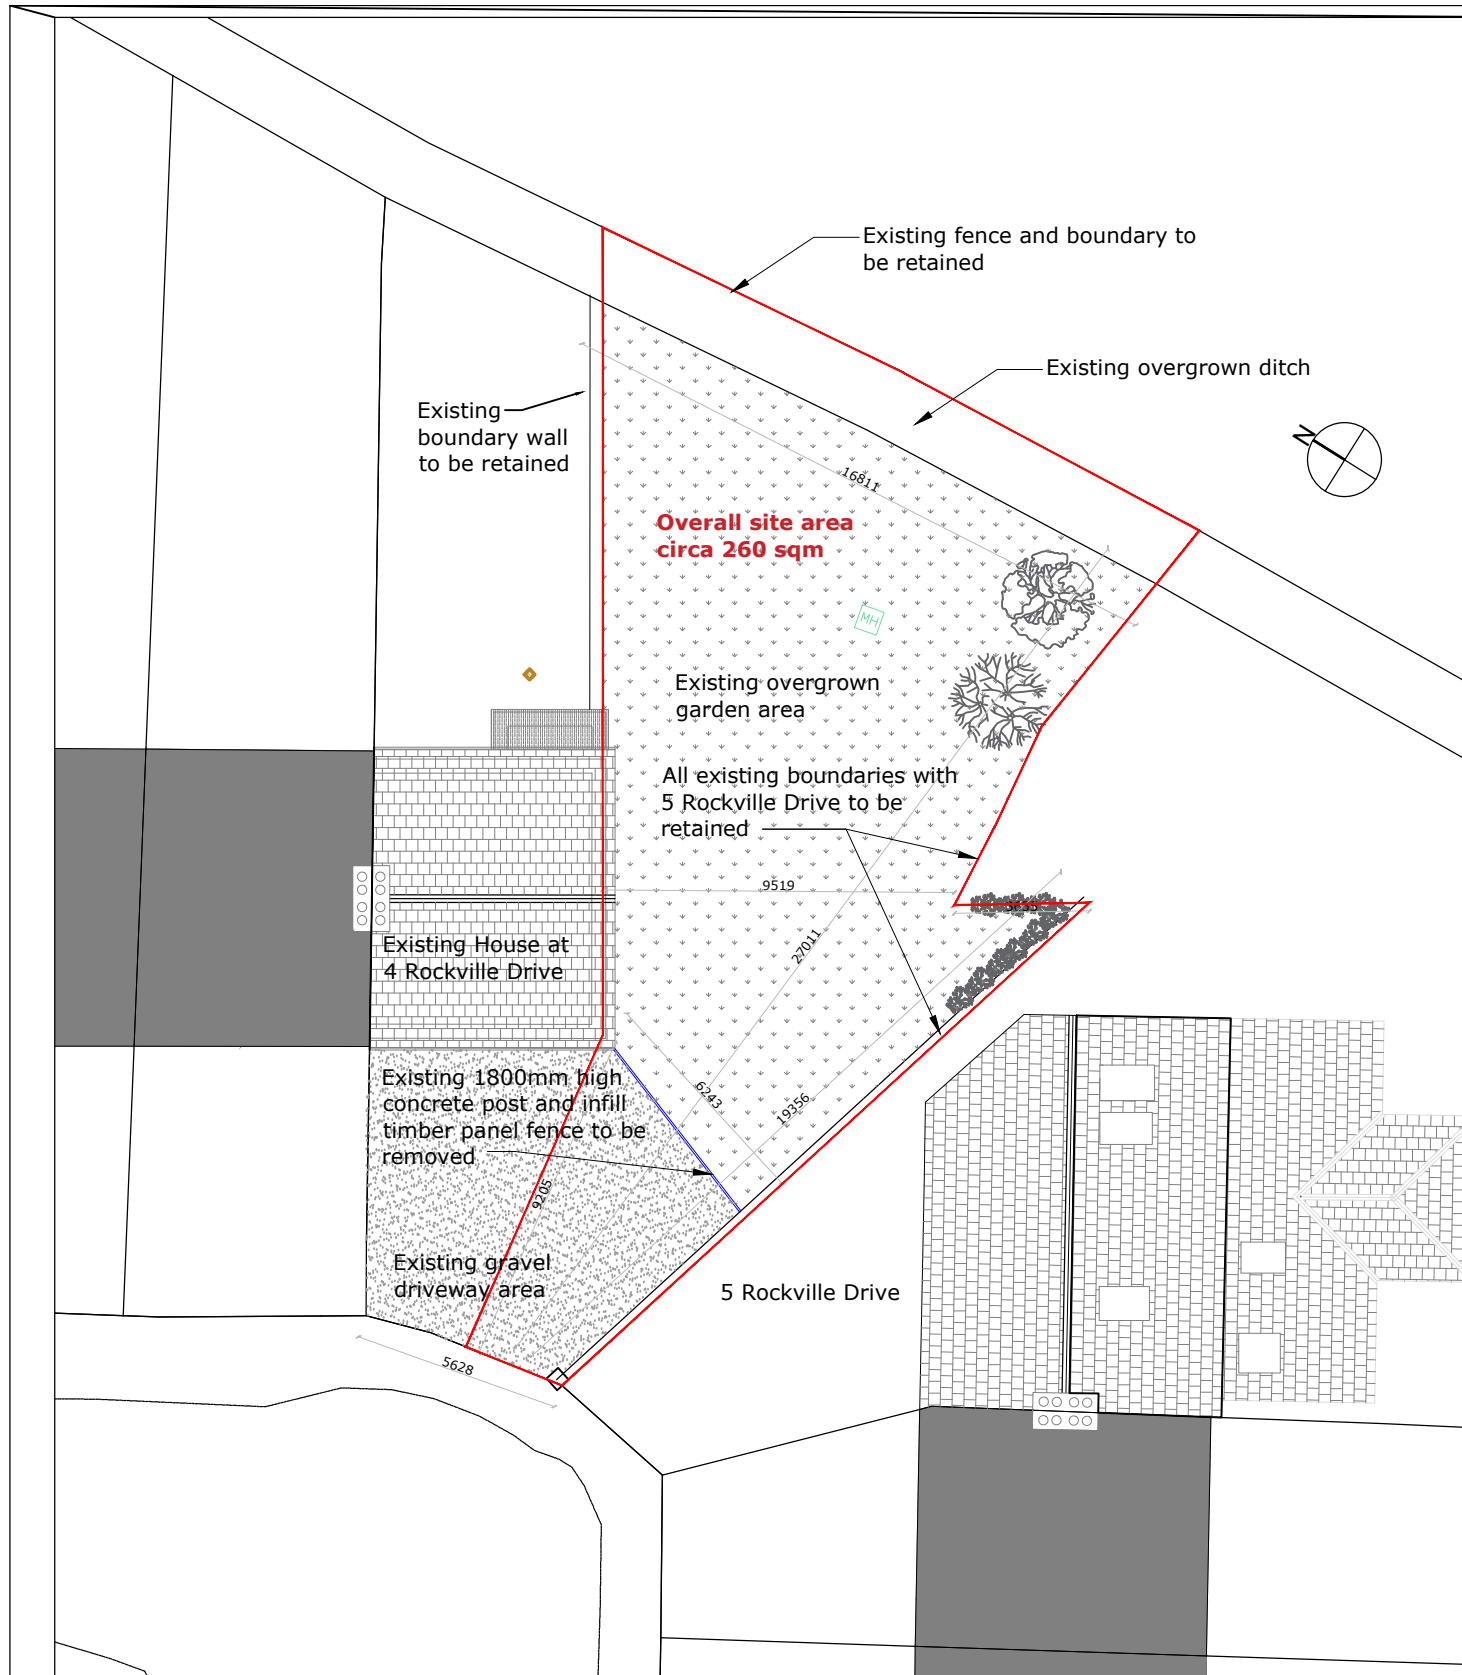 Existing fence and boundary to
be retained
Existing overgrown ditch
N
Existing
boundary wall
to be retained
16811
Overall site area
circa 260 sqm
MH
Existing overgrown
garden area
All existing boundaries with
5 Rockville Drive to be
retained
9519
27011
Existing House at
4 Rockville Drive
Existing 1800mm high
concrete post and infill
timber panel fence to be
removed
6243
19356
9205
Existing gravel
driveway area
5 Rockville Drive
5628